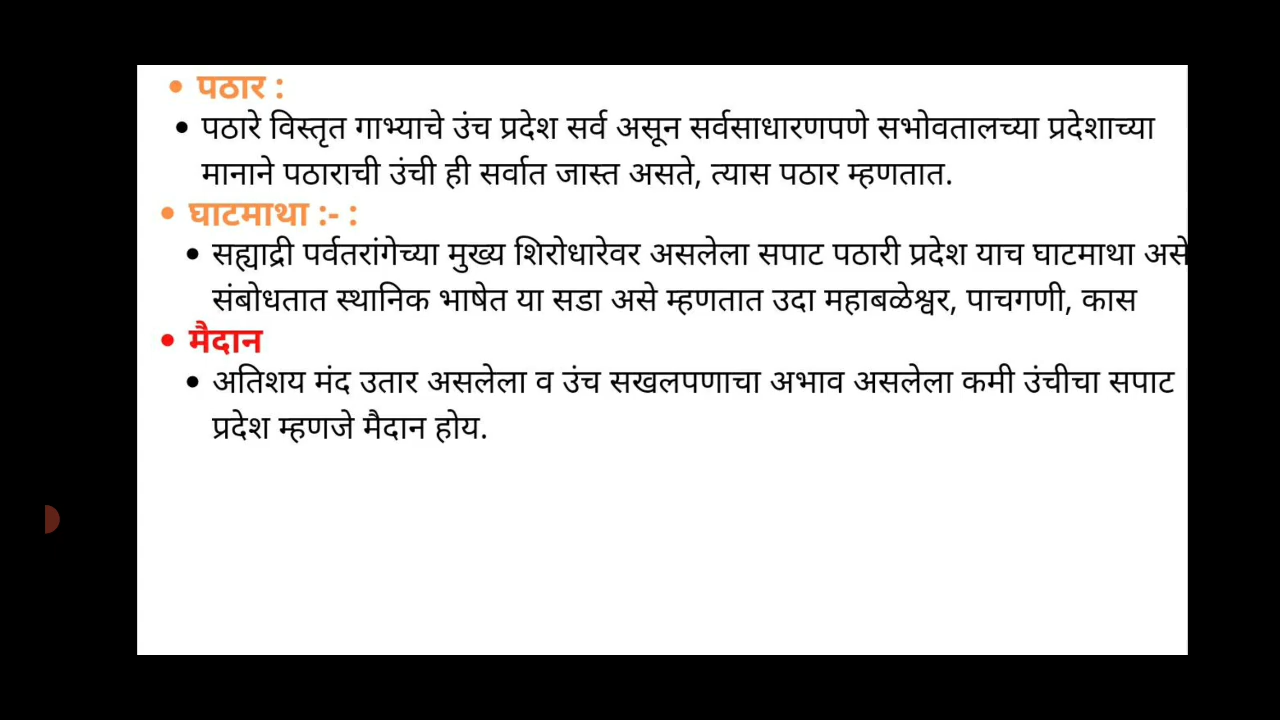 • पठार :
• पठारे विस्तृत गाभ्याचे उंच प्रदेश सर्व असून सर्वसाधारणपणे सभोवतालच्या प्रदेशाच्या
मानाने पठाराची उंची ही सर्वात जास्त असते, त्यास पठार म्हणतात.
• घाटमाथा :- :
• सह्याद्री पर्वतरांगेच्या मुख्य शिरोधारेवर असलेला सपाट पठारी प्रदेश याच घाटमाथा असे
संबोधतात स्थानिक भाषेत या सडा असे म्हणतात उदा महाबळेश्वर, पाचगणी, कास
• मैदान
• अतिशय मंद उतार असलेला व उंच सखलपणाचा अभाव असलेला कमी उंचीचा सपाट
प्रदेश म्हणजे मैदान होय.